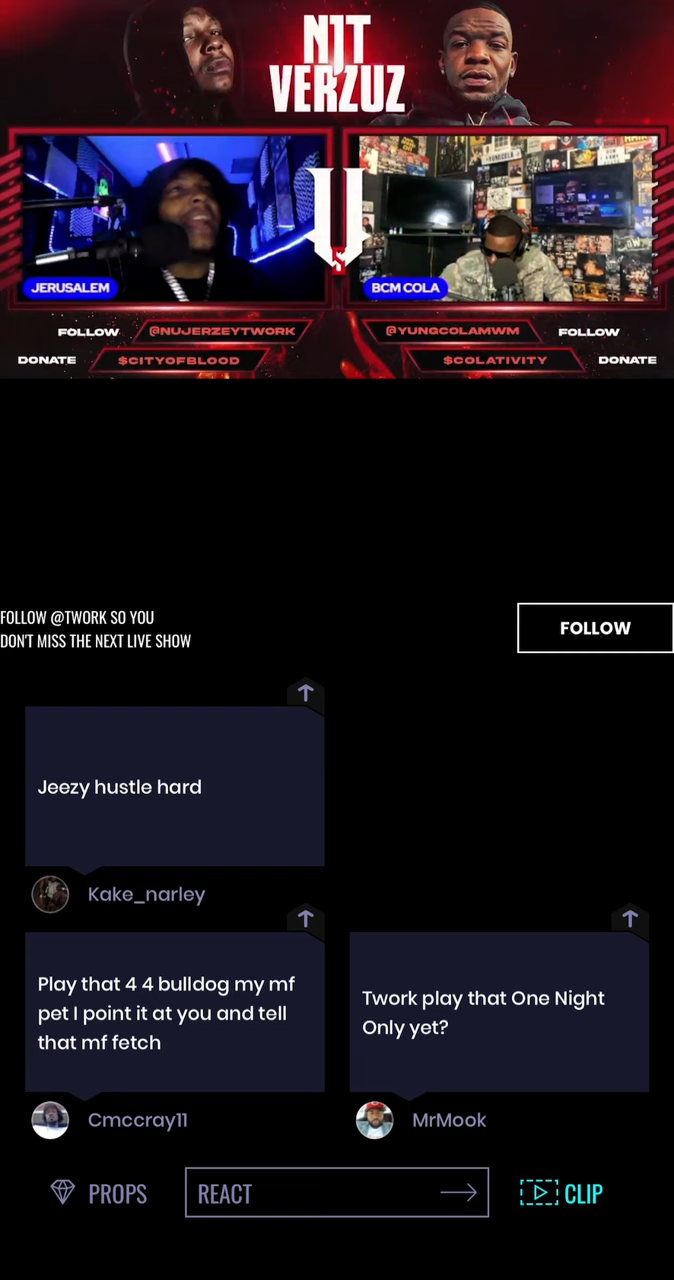 NJT
VERZUZ
V
S
JERUSALEM
BCM COLA
FOLLOW @NUJERZEYTWORK
@YUNGCOLAMWM FOLLOW
DONATE $CITYOFBLOOD
$COLATIVITY DONATE
FOLLOW @TWORK SO YOU
DON'T MISS THE NEXT LIVE SHOW
FOLLOW
Jeezy hustle hard
Kake_narley
Play that 4 4 bulldog my mf
pet I point it at you and tell
that mf fetch
Cmccray11
Twork play that One Night
Only yet?
MrMook
PROPS
REACT
CLIP